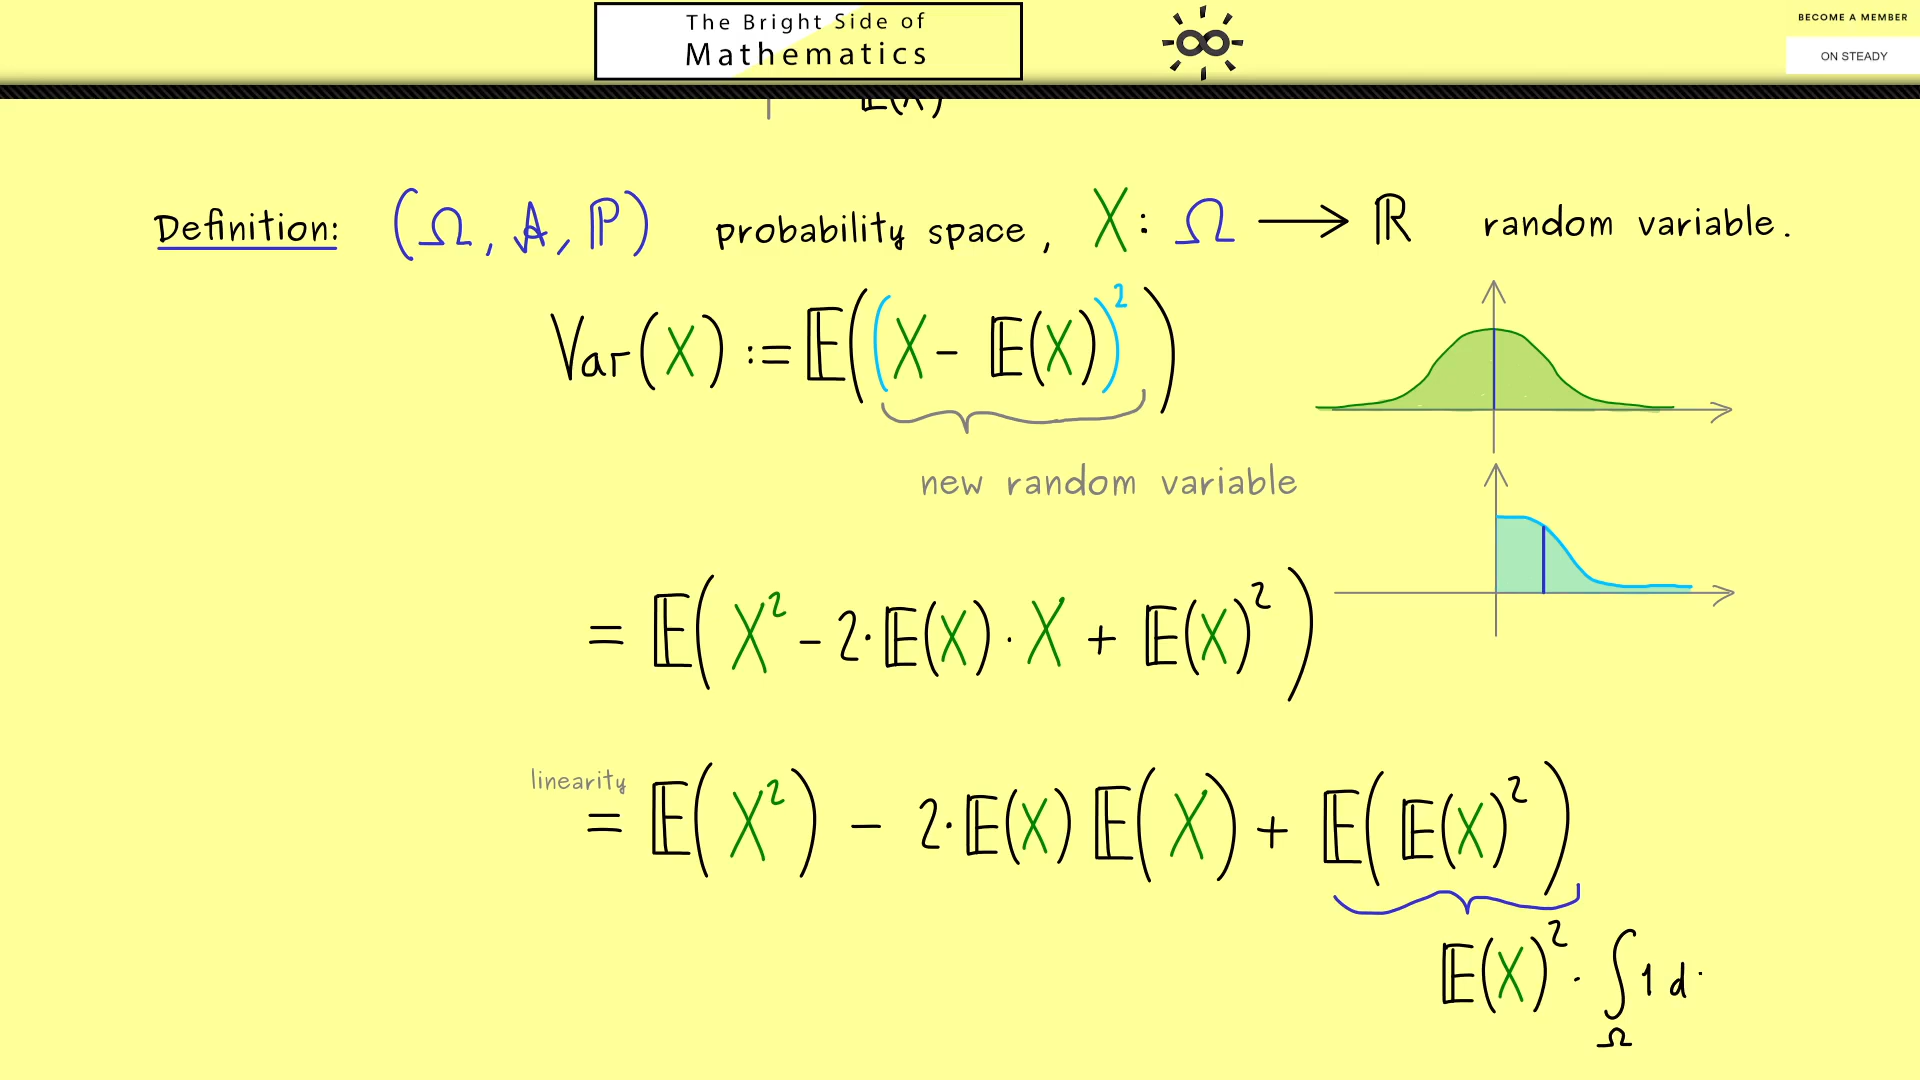 The Bright Side of
Mathematics
BECOME A MEMBER
ON STEADY
𝔼(X)
Definition: (Ω, 𝒜, ℙ) probability space, X: Ω ⟶ ℝ random variable.
Var(X) := 𝔼((X - 𝔼(X))²)
new random variable
= 𝔼(X² - 2·𝔼(X)·X + 𝔼(X)²)
linearity
= 𝔼(X²) - 2·𝔼(X) 𝔼(X) + 𝔼(𝔼(X)²)
𝔼(X)² · ∫ 1 d
Ω